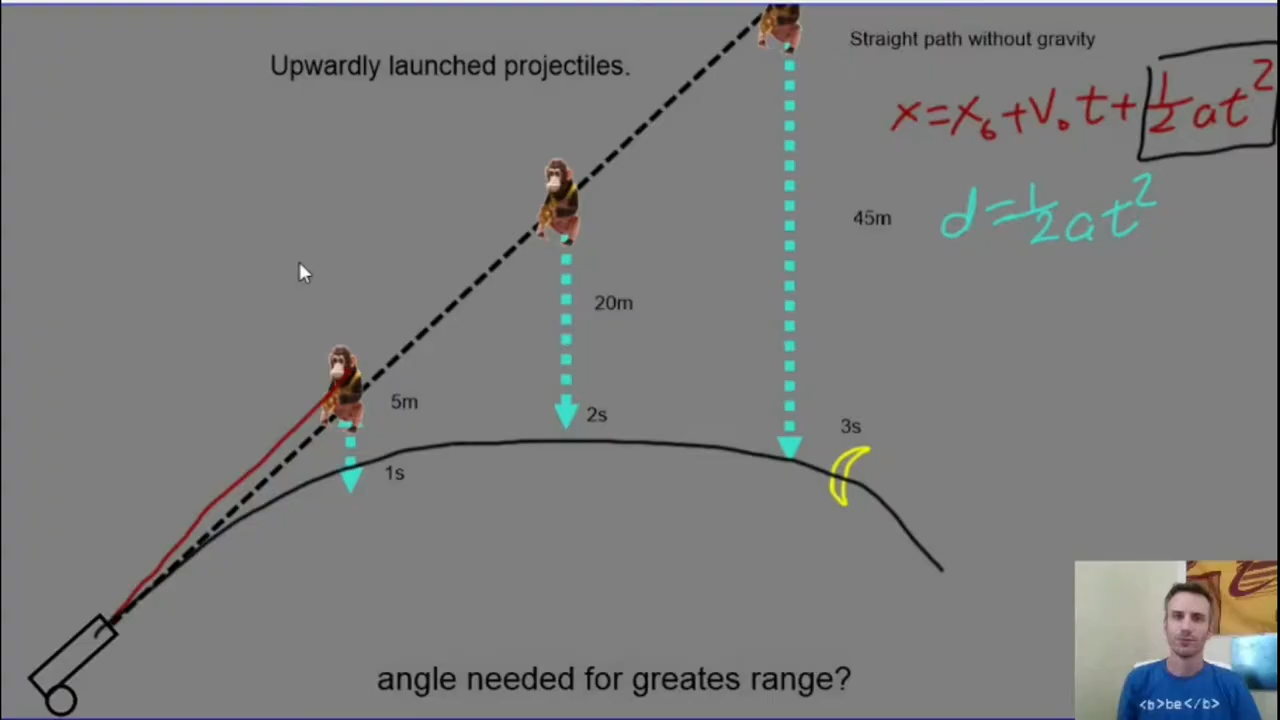 Straight path without gravity
Upwardly launched projectiles.
x=x₀+v₀t+½at²
45m
d=½at²
20m
5m
2s
3s
1s
angle needed for greates range?
<b>be</b>